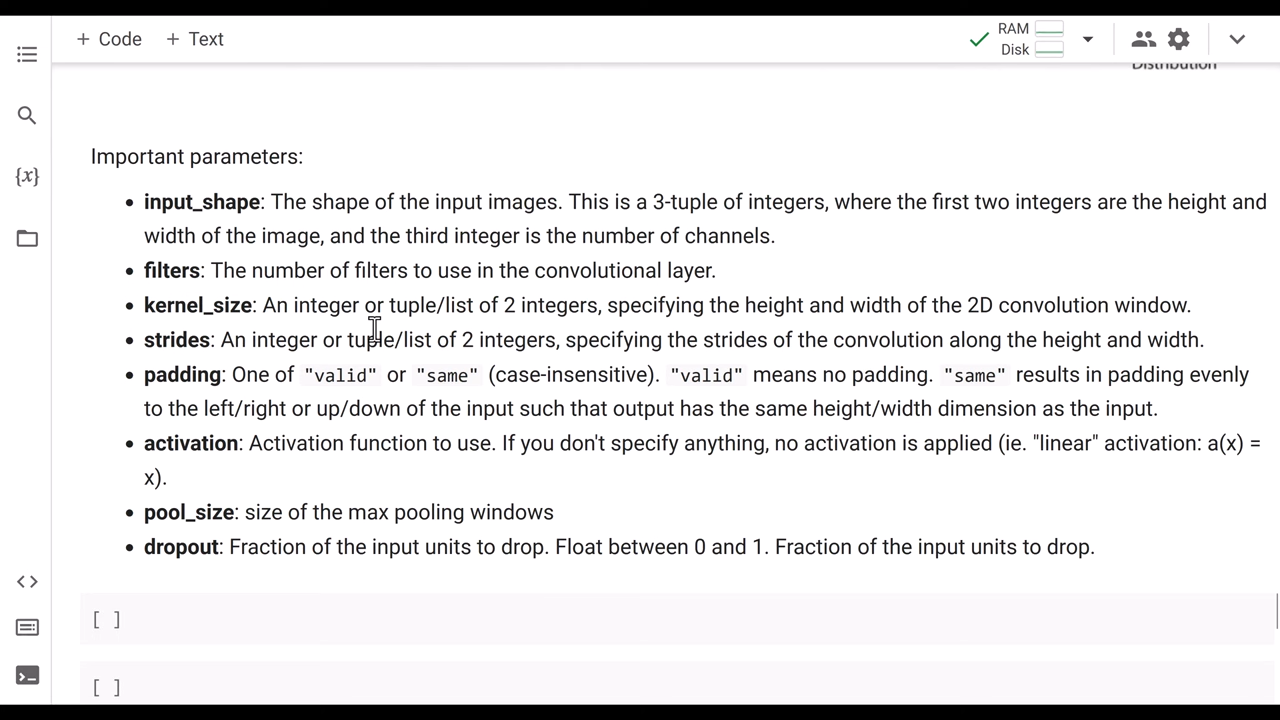 + Code + Text
RAM
Disk
Distribution
{x}
Important parameters:
• input_shape: The shape of the input images. This is a 3-tuple of integers, where the first two integers are the height and
width of the image, and the third integer is the number of channels.
• filters: The number of filters to use in the convolutional layer.
• kernel_size: An integer or tuple/list of 2 integers, specifying the height and width of the 2D convolution window.
• strides: An integer or tuple/list of 2 integers, specifying the strides of the convolution along the height and width.
• padding: One of "valid" or "same" (case-insensitive). "valid" means no padding. "same" results in padding evenly
to the left/right or up/down of the input such that output has the same height/width dimension as the input.
• activation: Activation function to use. If you don't specify anything, no activation is applied (ie. "linear" activation: a(x) =
x).
• pool_size: size of the max pooling windows
• dropout: Fraction of the input units to drop. Float between 0 and 1. Fraction of the input units to drop.
[ ]
[ ]